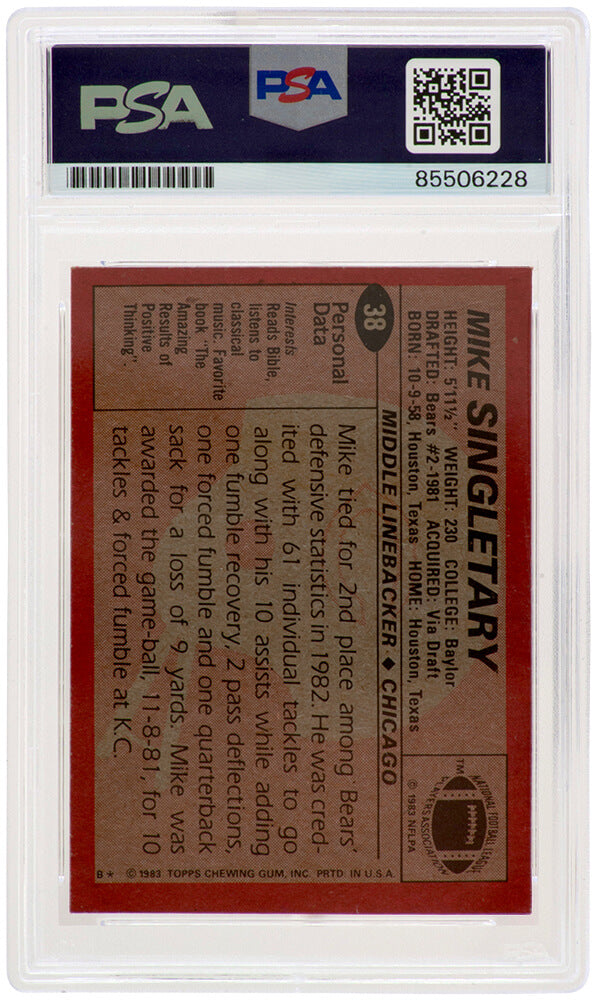 PSA
PSA
85506228
38
MIKE SINGLETARY
HEIGHT: 5'11½" WEIGHT: 230 COLLEGE: Baylor
DRAFTED: Bears #2-1981 ACQUIRED: Via Draft
BORN: 10-9-58, Houston, Texas HOME: Houston, Texas
MIDDLE LINEBACKER ◆ CHICAGO
NATIONAL FOOTBALL LEAGUE
PLAYERS ASSOCIATION
TM
© 1983 NFLPA
Personal
Data
Interests
Reads Bible,
listens to
classical
music. Favorite
book "The
Amazing
Results of
Positive
Thinking".
Mike tied for 2nd place among Bears'
defensive statistics in 1982. He was cred-
ited with 61 individual tackles to go
along with his 10 assists while adding
one fumble recovery, 2 pass deflections,
one forced fumble and one quarterback
sack for a loss of 9 yards. Mike was
awarded the game-ball, 11-8-81, for 10
tackles & forced fumble at K.C.
B* © 1983 TOPPS CHEWING GUM, INC. PRTD. IN U.S.A.